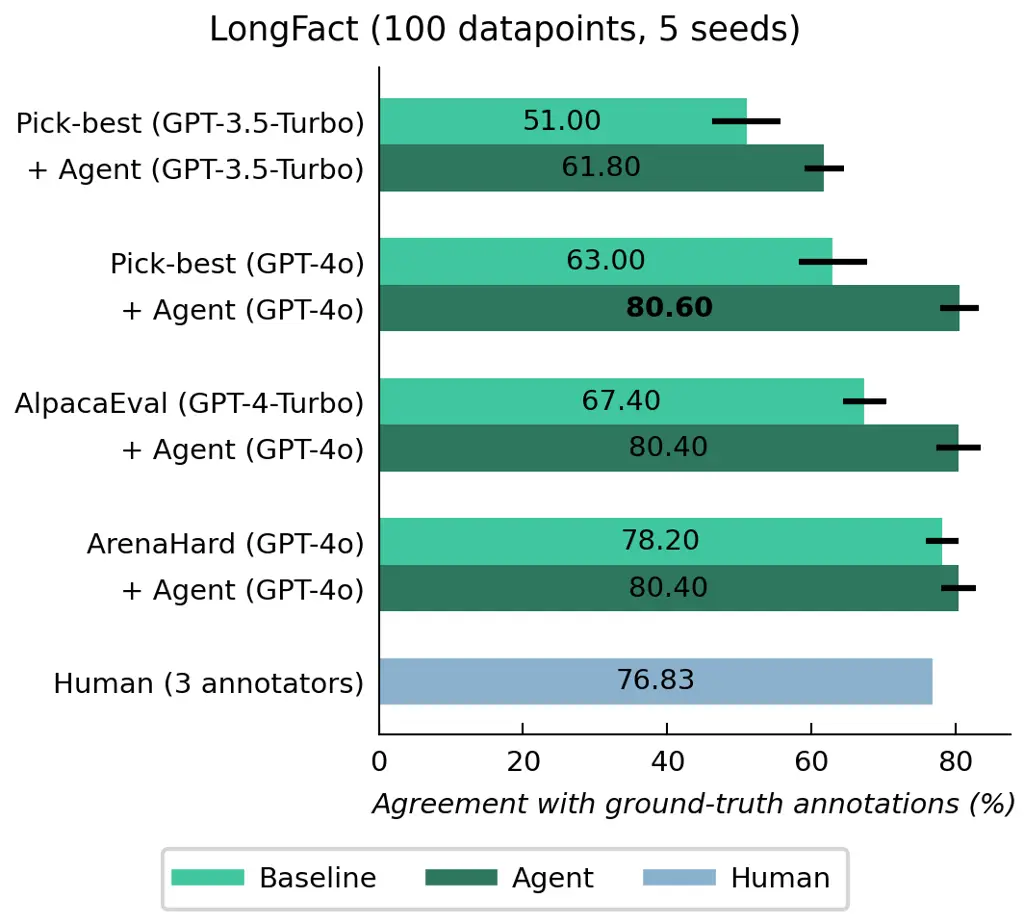 LongFact (100 datapoints, 5 seeds)
Pick-best (GPT-3.5-Turbo) 51.00
+ Agent (GPT-3.5-Turbo) 61.80
Pick-best (GPT-4o) 63.00
+ Agent (GPT-4o) 80.60
AlpacaEval (GPT-4-Turbo) 67.40
+ Agent (GPT-4o) 80.40
ArenaHard (GPT-4o) 78.20
+ Agent (GPT-4o) 80.40
Human (3 annotators) 76.83
0 20 40 60 80
Agreement with ground-truth annotations (%)
Baseline Agent Human